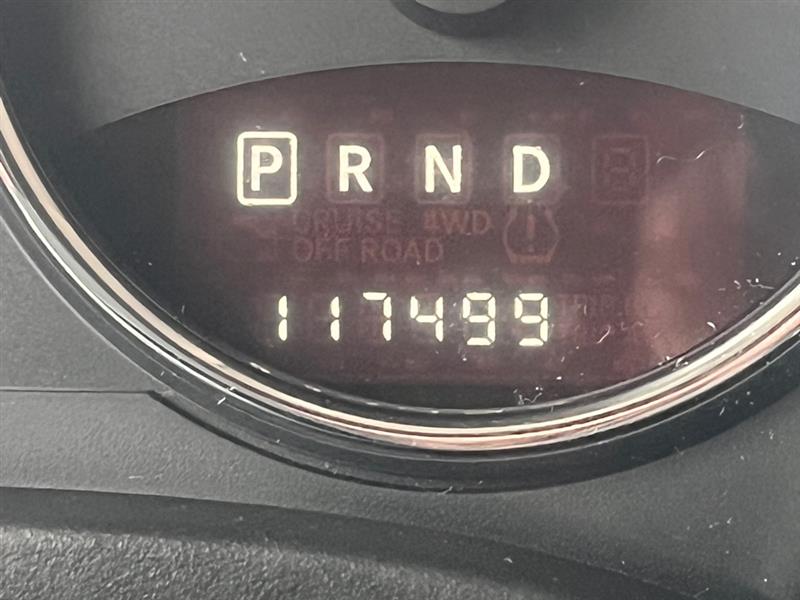 P R N D
CRUISE 4WD
OFF ROAD
117499